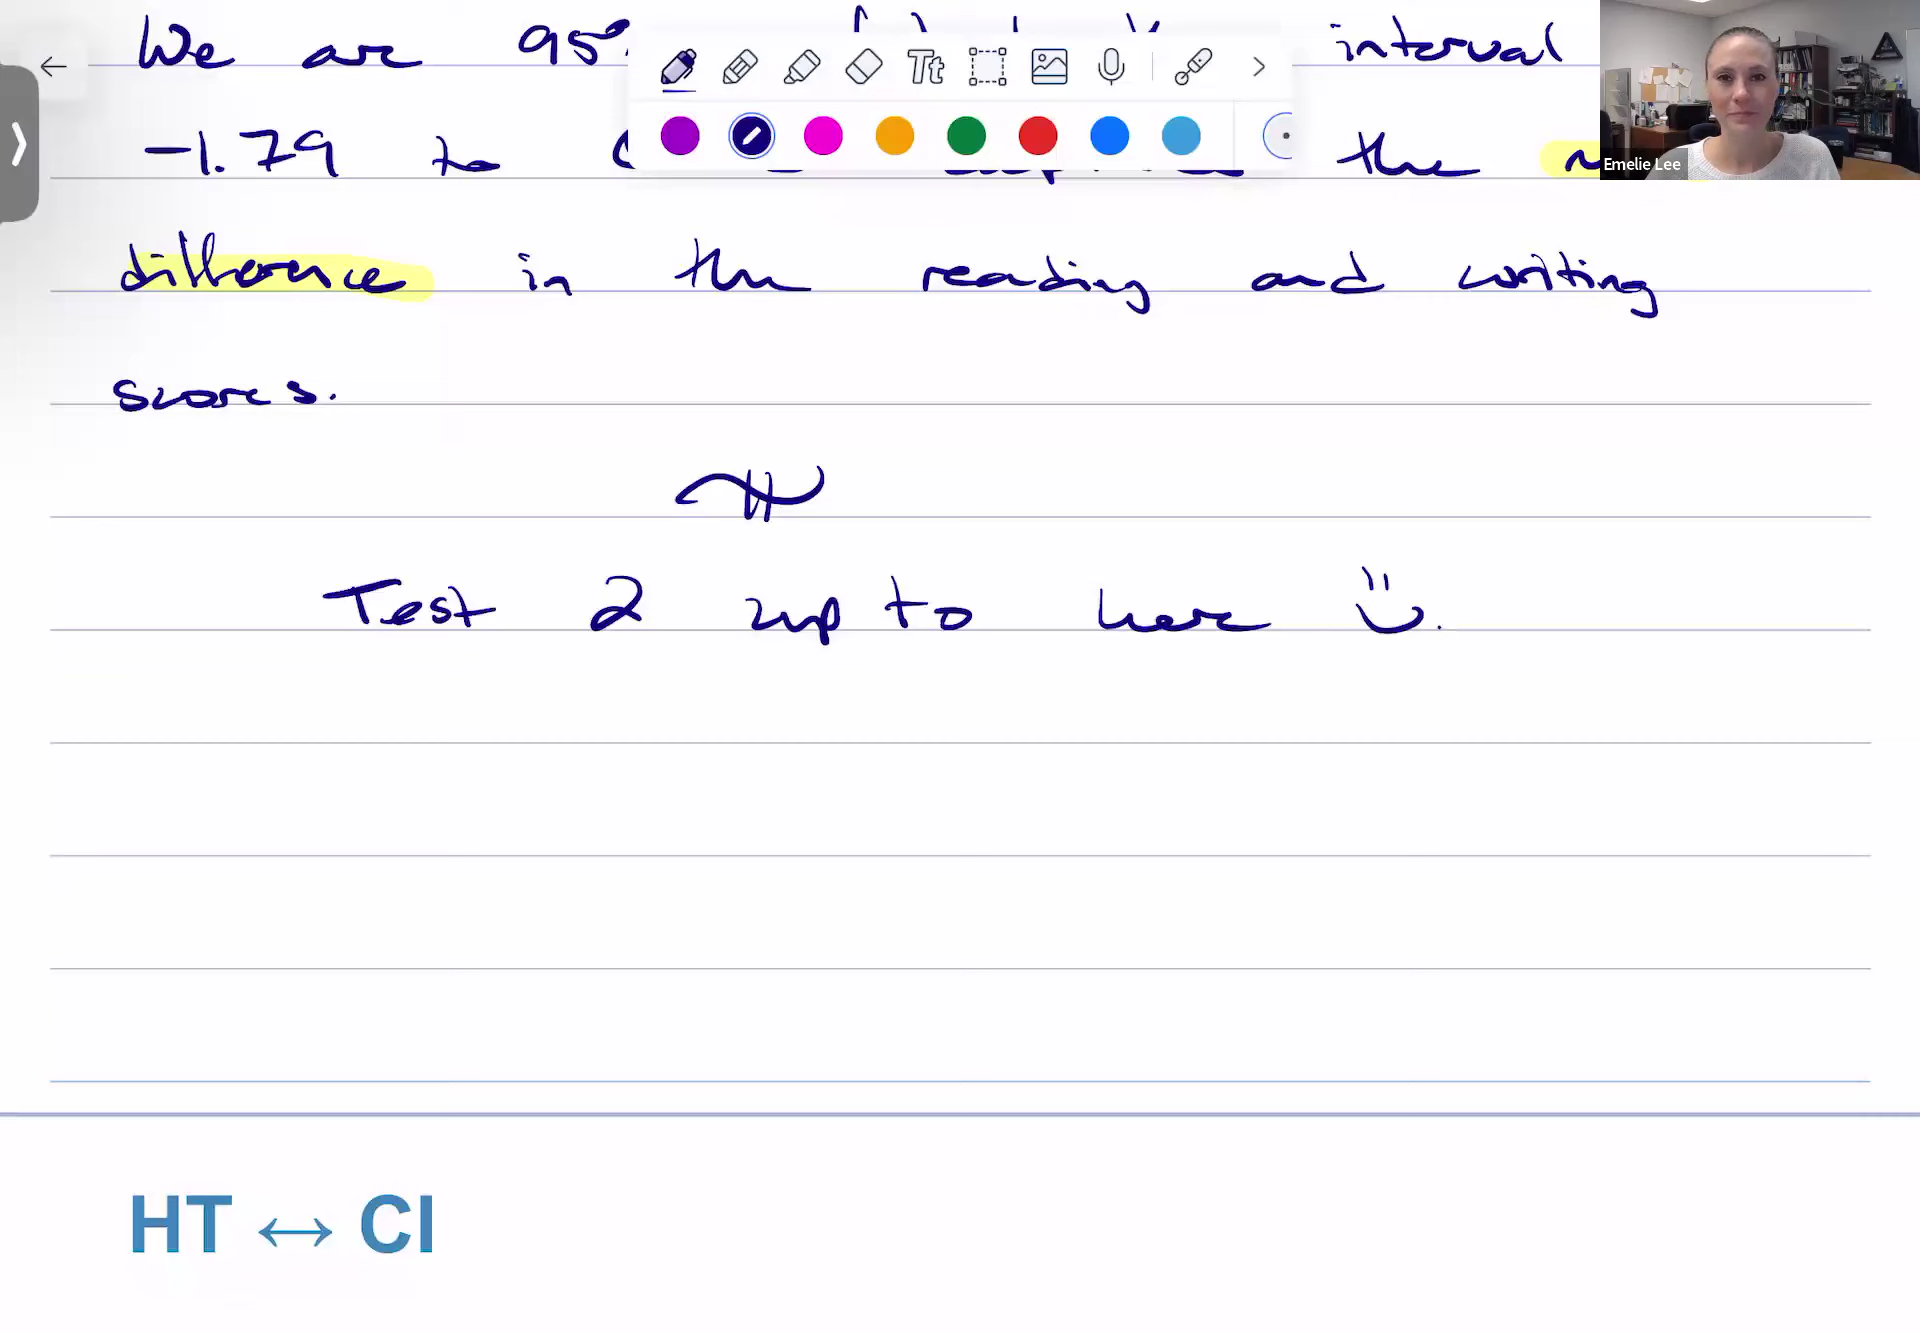 We are 95% interval
-1.79 to the
difference in the reading and writing
scores.
Test 2 up to here
HT ↔ CI
Tt
Emelie Lee